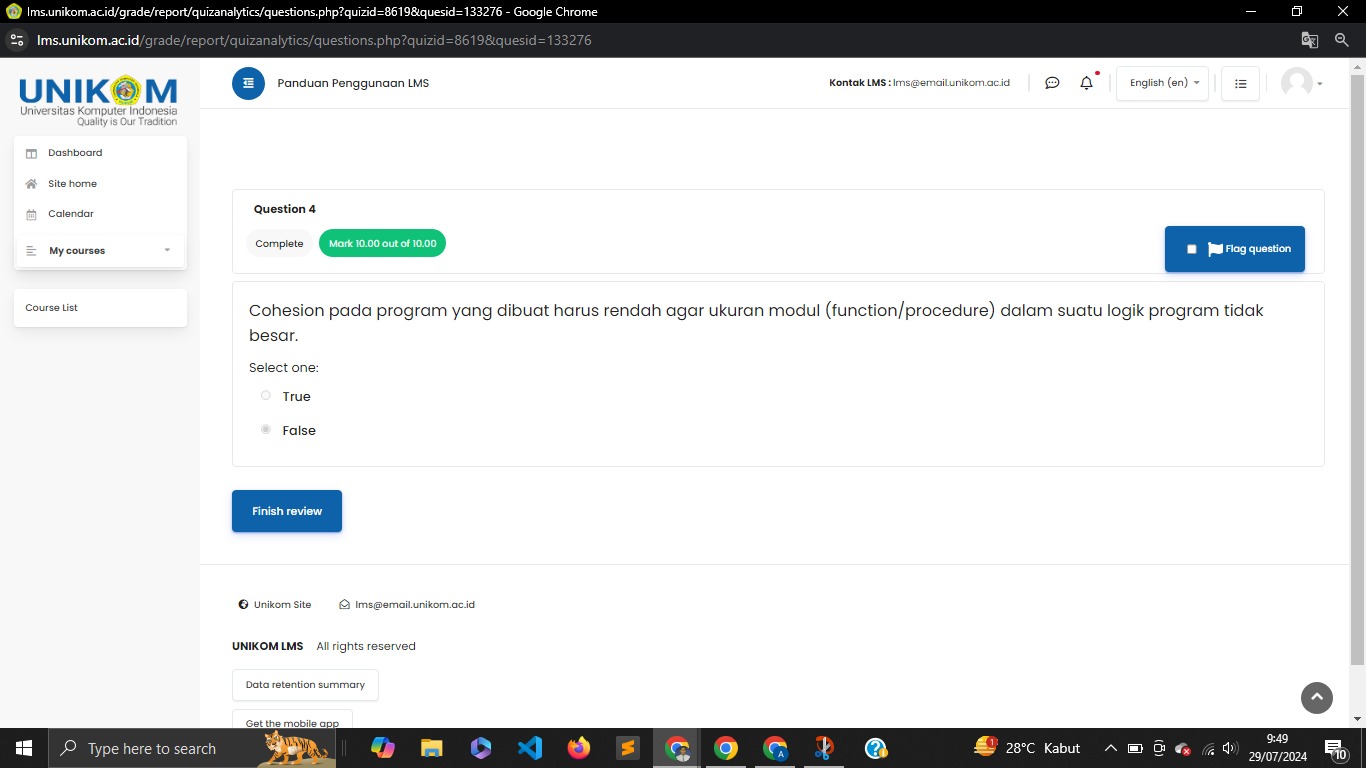 lms.unikom.ac.id/grade/report/quizanalytics/questions.php?quizid=8619&quesid=133276 - Google Chrome
lms.unikom.ac.id/grade/report/quizanalytics/questions.php?quizid=8619&quesid=133276
UNIKOM
Universitas Komputer Indonesia
Quality is Our Tradition
Panduan Penggunaan LMS
Kontak LMS : lms@email.unikom.ac.id
English (en)
Dashboard
Site home
Calendar
My courses
Course List
Question 4
Complete
Mark 10.00 out of 10.00
Flag question
Cohesion pada program yang dibuat harus rendah agar ukuran modul (function/procedure) dalam suatu logik program tidak
besar.
Select one:
True
False
Finish review
Unikom Site
lms@email.unikom.ac.id
UNIKOM LMS All rights reserved
Data retention summary
Get the mobile app
Type here to search
28°C Kabut
9:49
29/07/2024
10